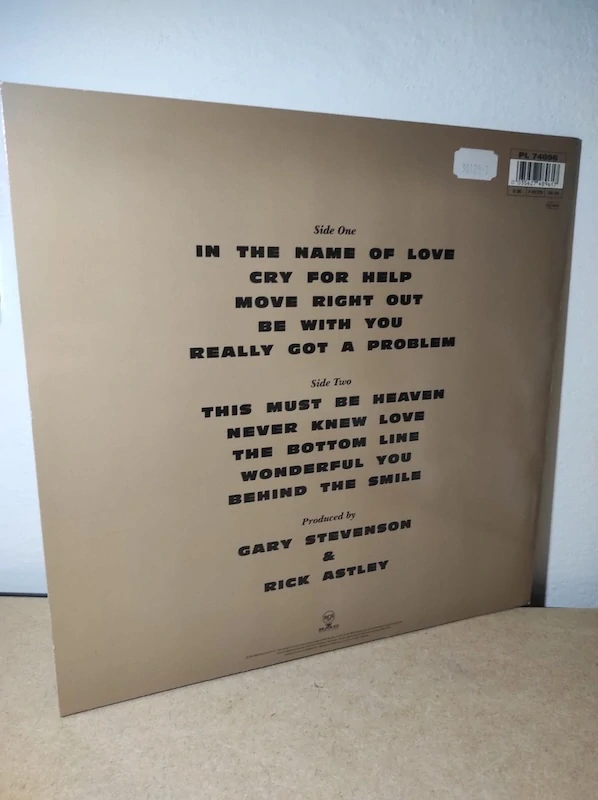 PL 74896
Side One
IN THE NAME OF LOVE
CRY FOR HELP
MOVE RIGHT OUT
BE WITH YOU
REALLY GOT A PROBLEM
Side Two
THIS MUST BE HEAVEN
NEVER KNEW LOVE
THE BOTTOM LINE
WONDERFUL YOU
BEHIND THE SMILE
Produced by
GARY STEVENSON
&
RICK ASTLEY
RCA